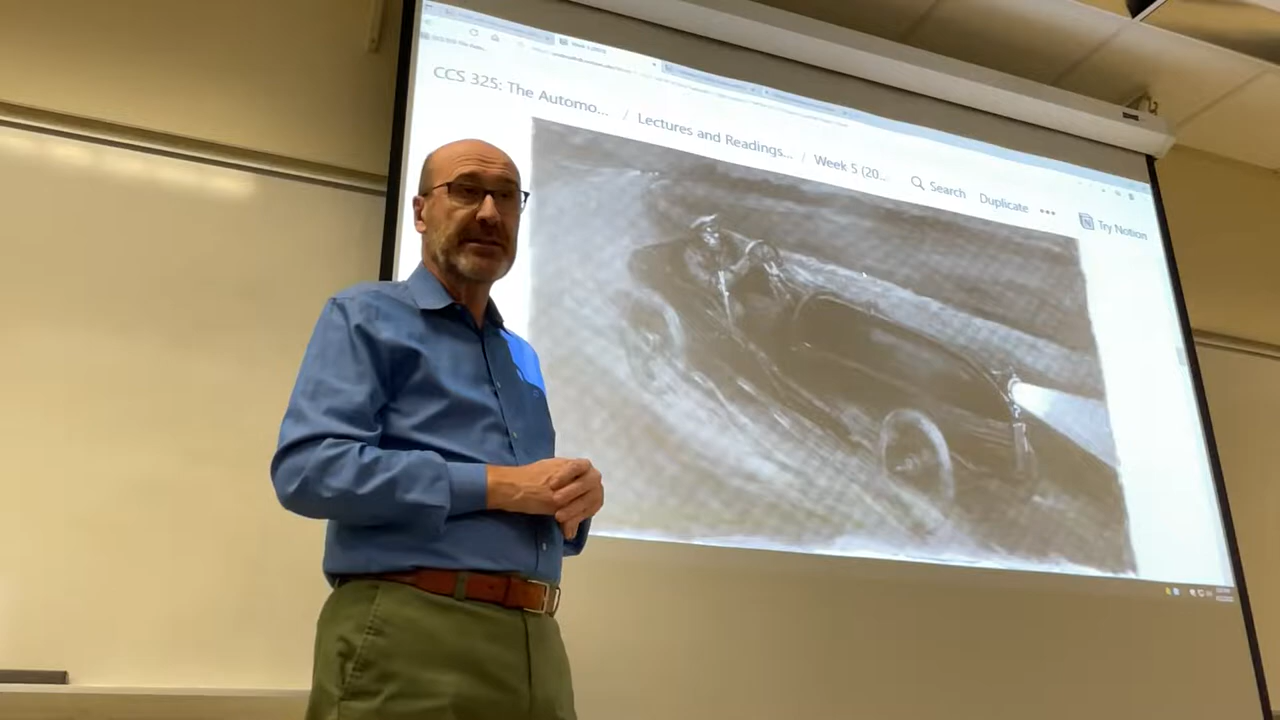 CCS 325: The Automo... / Lectures and Readings... / Week 5 (20... Search Duplicate ••• Try Notion